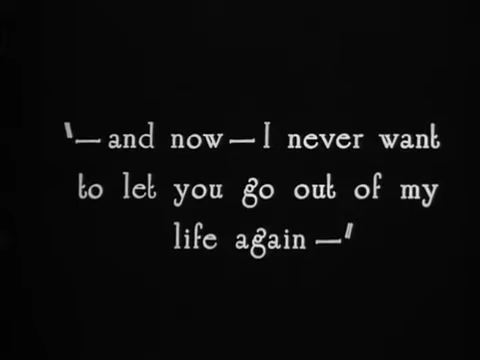 "—and now—I never want
to let you go out of my
life again—"